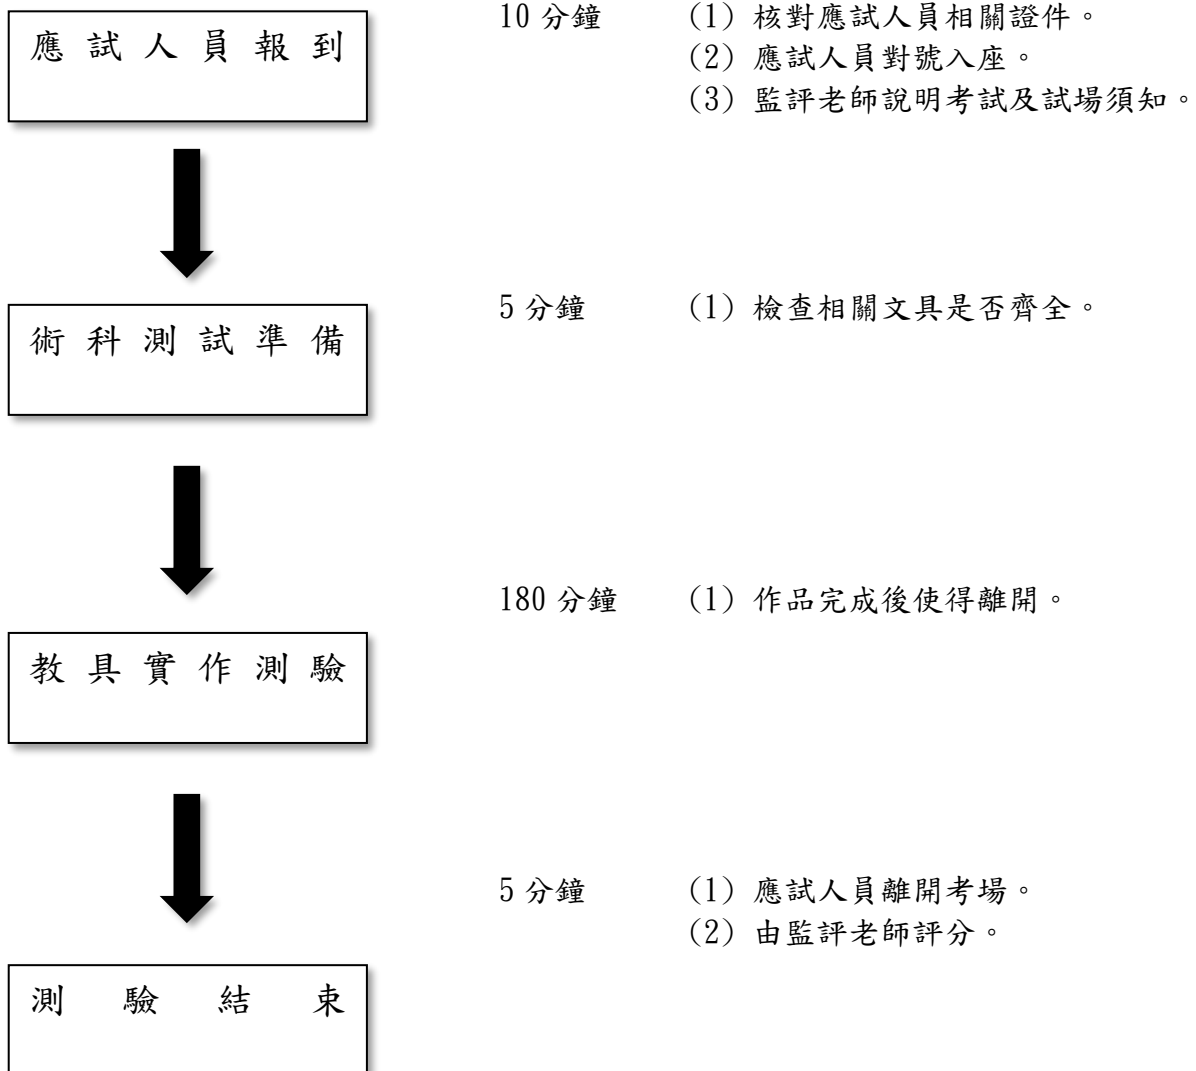 應試人員報到
10 分鐘
(1) 核對應試人員相關證件。
(2) 應試人員對號入座。
(3) 監評老師說明考試及試場須知。
術科測試準備
5 分鐘
(1) 檢查相關文具是否齊全。
教具實作測驗
180 分鐘
(1) 作品完成後使得離開。
測驗結束
5 分鐘
(1) 應試人員離開考場。
(2) 由監評老師評分。